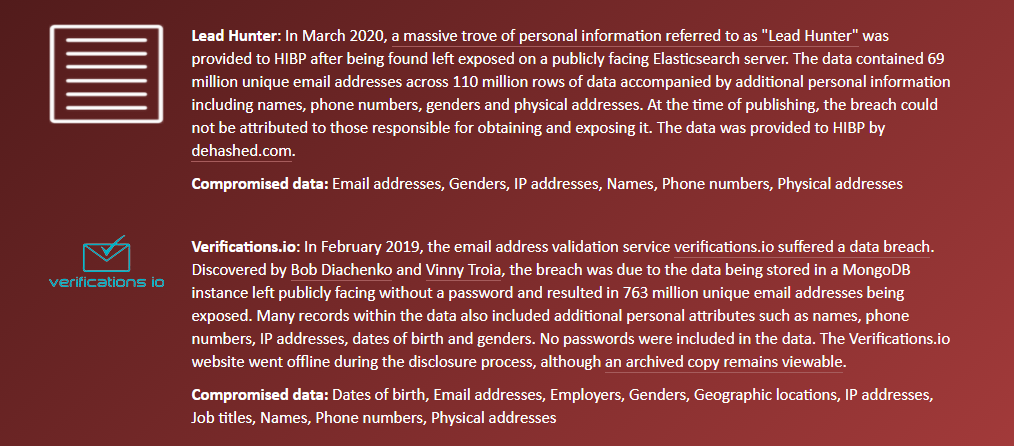 Lead Hunter: In March 2020, a massive trove of personal information referred to as "Lead Hunter" was
provided to HIBP after being found left exposed on a publicly facing Elasticsearch server. The data contained 69
million unique email addresses across 110 million rows of data accompanied by additional personal information
including names, phone numbers, genders and physical addresses. At the time of publishing, the breach could
not be attributed to those responsible for obtaining and exposing it. The data was provided to HIBP by
dehashed.com.
Compromised data: Email addresses, Genders, IP addresses, Names, Phone numbers, Physical addresses
verifications io
Verifications.io: In February 2019, the email address validation service verifications.io suffered a data breach.
Discovered by Bob Diachenko and Vinny Troia, the breach was due to the data being stored in a MongoDB
instance left publicly facing without a password and resulted in 763 million unique email addresses being
exposed. Many records within the data also included additional personal attributes such as names, phone
numbers, IP addresses, dates of birth and genders. No passwords were included in the data. The Verifications.io
website went offline during the disclosure process, although an archived copy remains viewable.
Compromised data: Dates of birth, Email addresses, Employers, Genders, Geographic locations, IP addresses,
Job titles, Names, Phone numbers, Physical addresses